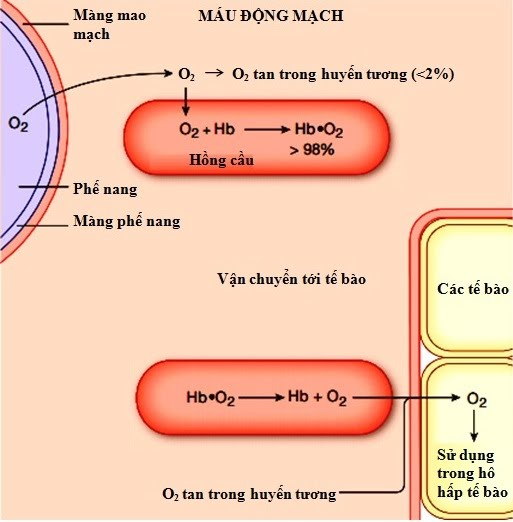 Màng mao
mạch
MÁU ĐỘNG MẠCH
O₂ → O₂ tan trong huyến tương (<2%)
O₂
O₂ + Hb → Hb•O₂
> 98%
Hồng cầu
Phế nang
Màng phế nang
Vận chuyển tới tế bào
Các tế bào
Hb•O₂ → Hb + O₂ → O₂
Sử dụng
trong hô
hấp tế bào
O₂ tan trong huyến tương